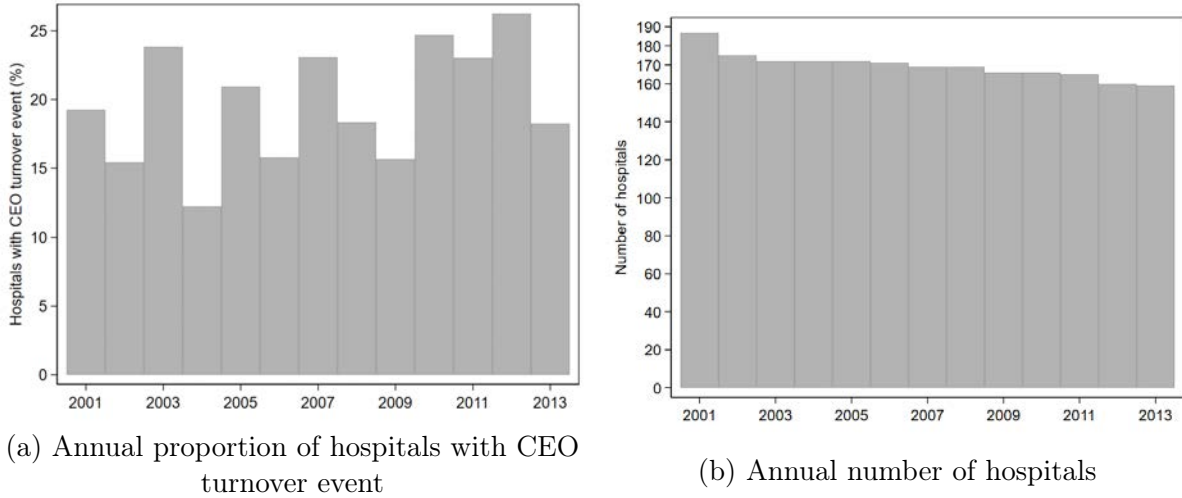 Hospitals with CEO turnover event (%)
25
20
15
10
5
0
2001 2003 2005 2007 2009 2011 2013
(a) Annual proportion of hospitals with CEO
turnover event
Number of hospitals
190
180
170
160
140
120
100
80
60
40
20
0
2001 2003 2005 2007 2009 2011 2013
(b) Annual number of hospitals